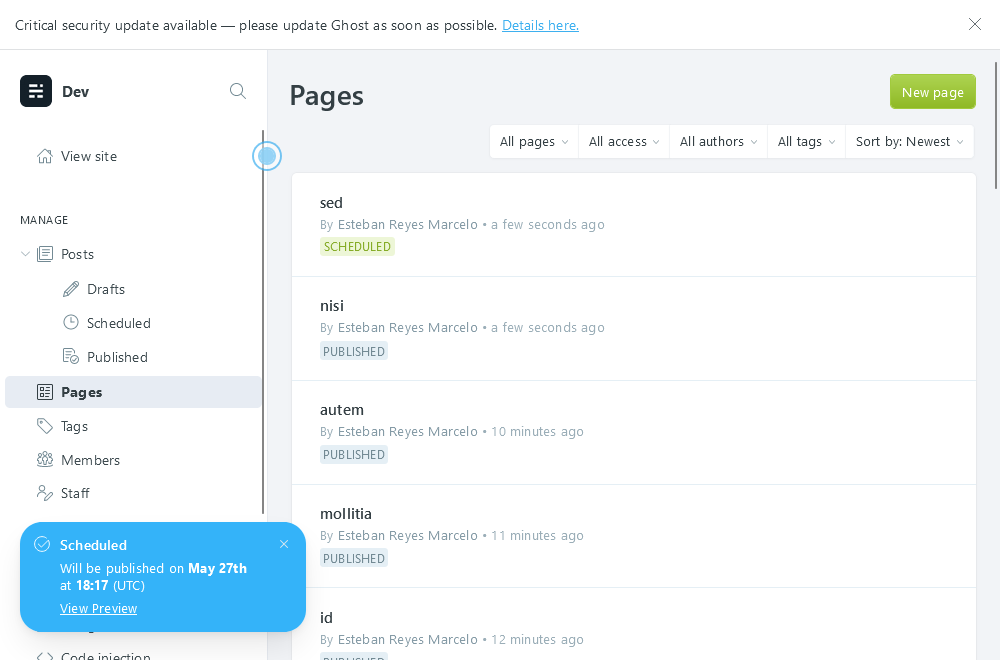 Critical security update available — please update Ghost as soon as possible. Details here.
Dev
View site
MANAGE
Posts
Drafts
Scheduled
Published
Pages
Tags
Members
Staff
Scheduled
Will be published on May 27th
at 18:17 (UTC)
View Preview
Code injection
Pages
New page
All pages
All access
All authors
All tags
Sort by: Newest
sed
By Esteban Reyes Marcelo • a few seconds ago
SCHEDULED
nisi
By Esteban Reyes Marcelo • a few seconds ago
PUBLISHED
autem
By Esteban Reyes Marcelo • 10 minutes ago
PUBLISHED
mollitia
By Esteban Reyes Marcelo • 11 minutes ago
PUBLISHED
id
By Esteban Reyes Marcelo • 12 minutes ago
PUBLISHED